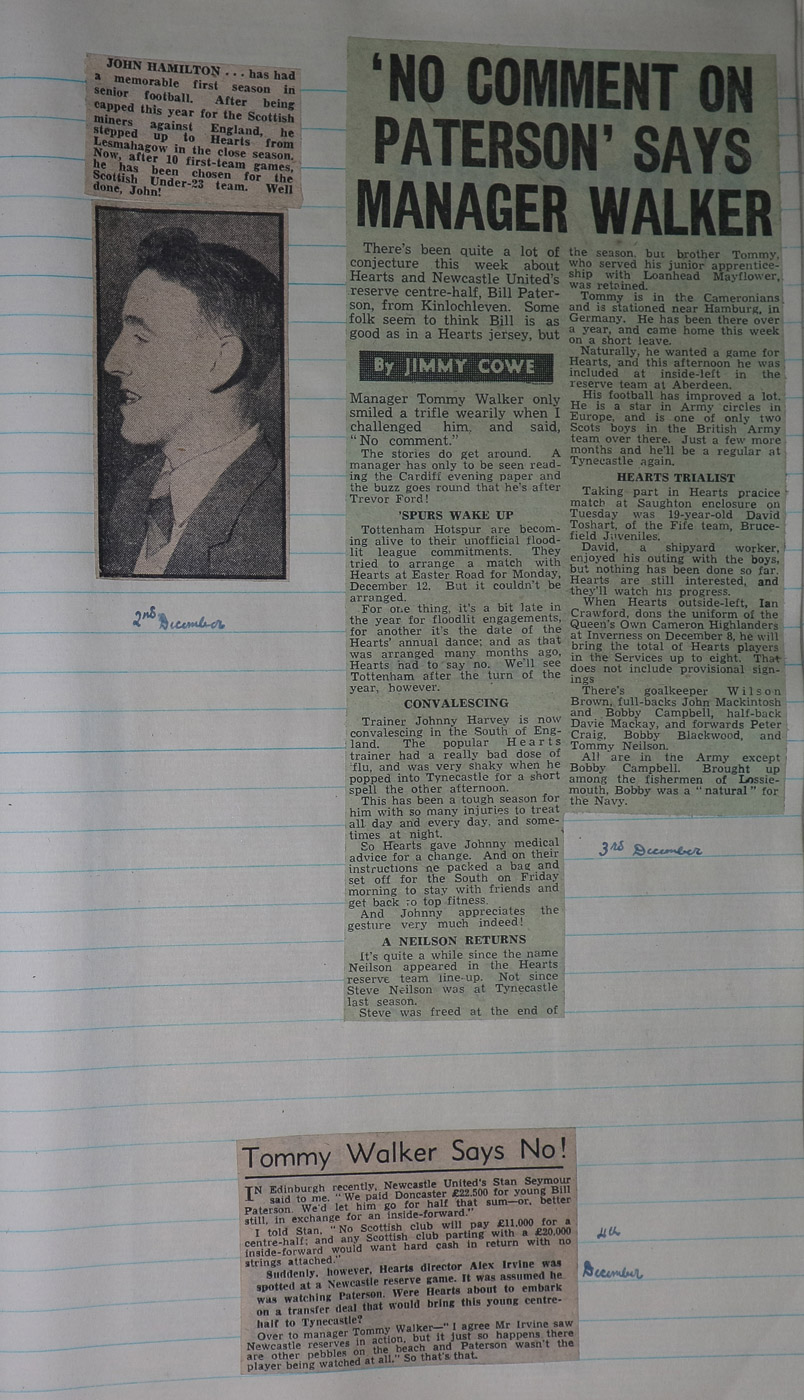 JOHN HAMILTON . . . has had
a memorable first season in
senior football. After being
capped this year for the Scottish
miners against England, he
stepped up to Hearts from
Lesmahagow in the close season.
Now, after 10 first-team games,
he has been chosen for the
Scottish Under-23 team. Well
done, John!
2nd December
'NO COMMENT ON
PATERSON' SAYS
MANAGER WALKER
There's been quite a lot of
conjecture this week about
Hearts and Newcastle United's
reserve centre-half, Bill Pater-
son, from Kinlochleven. Some
folk seem to think Bill is as
good as in a Hearts jersey, but
By JIMMY COWE
Manager Tommy Walker only
smiled a trifle wearily when I
challenged him, and said,
"No comment."
The stories do get around. A
manager has only to be seen read-
ing the Cardiff evening paper and
the buzz goes round that he's after
Trevor Ford!
'SPURS WAKE UP
Tottenham Hotspur are becom-
ing alive to their unofficial flood-
lit league commitments. They
tried to arrange a match with
Hearts at Easter Road for Monday,
December 12. But it couldn't be
arranged.
For one thing, it's a bit late in
the year for floodlit engagements,
for another it's the date of the
Hearts' annual dance; and as that
was arranged many months ago,
Hearts had to say no. We'll see
Tottenham after the turn of the
year, however.
CONVALESCING
Trainer Johnny Harvey is now
convalescing in the South of Eng-
land. The popular Hearts
trainer had a really bad dose of
'flu, and was very shaky when he
popped into Tynecastle for a short
spell the other afternoon.
This has been a tough season for
him with so many injuries to treat
all day and every day, and some-
times at night.
So Hearts gave Johnny medical
advice for a change. And on their
instructions he packed a bag and
set off for the South on Friday
morning to stay with friends and
get back to top fitness.
And Johnny appreciates the
gesture very much indeed!
A NEILSON RETURNS
It's quite a while since the name
Neilson appeared in the Hearts
reserve team line-up. Not since
Steve Neilson was at Tynecastle
last season.
Steve was freed at the end of
the season, but brother Tommy,
who served his junior apprentice-
ship with Loanhead Mayflower,
was retained.
Tommy is in the Cameronians
and is stationed near Hamburg, in
Germany. He has been there over
a year, and came home this week
on a short leave.
Naturally, he wanted a game for
Hearts, and this afternoon he was
included at inside-left in the
reserve team at Aberdeen.
His football has improved a lot.
He is a star in Army circles in
Europe, and is one of only two
Scots boys in the British Army
team over there. Just a few more
months and he'll be a regular at
Tynecastle again.
HEARTS TRIALIST
Taking part in Hearts pracice
match at Saughton enclosure on
Tuesday was 19-year-old David
Toshart, of the Fife team, Bruce-
field Juveniles.
David, a shipyard worker,
enjoyed his outing with the boys,
but nothing has been done so far.
Hearts are still interested, and
they'll watch his progress.
When Hearts outside-left, Ian
Crawford, dons the uniform of the
Queen's Own Cameron Highlanders
at Inverness on December 8, he will
bring the total of Hearts players
in the Services up to eight. That
does not include provisional sign-
ings
There's goalkeeper Wilson
Brown, full-backs John Mackintosh
and Bobby Campbell, half-back
Davie Mackay, and forwards Peter
Craig, Bobby Blackwood, and
Tommy Neilson.
All are in the Army except
Bobby Campbell. Brought up
among the fishermen of Lossie-
mouth, Bobby was a "natural" for
the Navy.
3rd December
Tommy Walker Says No!
IN Edinburgh recently, Newcastle United's Stan Seymour
said to me, "We paid Doncaster £22,500 for young Bill
Paterson. We'd let him go for half that sum—or, better
still, in exchange for an inside-forward."
I told Stan, "No Scottish club will pay £11,000 for a
centre-half; and any Scottish club parting with a £20,000
inside-forward would want hard cash in return with no
strings attached."
Suddenly, however, Hearts director Alex Irvine was
spotted at a Newcastle reserve game. It was assumed he
was watching Paterson. Were Hearts about to embark
on a transfer deal that would bring this young centre-
half to Tynecastle?
Over to manager Tommy Walker—"I agree Mr Irvine saw
Newcastle reserves in action, but it just so happens there
are other pebbles on the beach and Paterson wasn't the
player being watched at all." So that's that.
4th
December